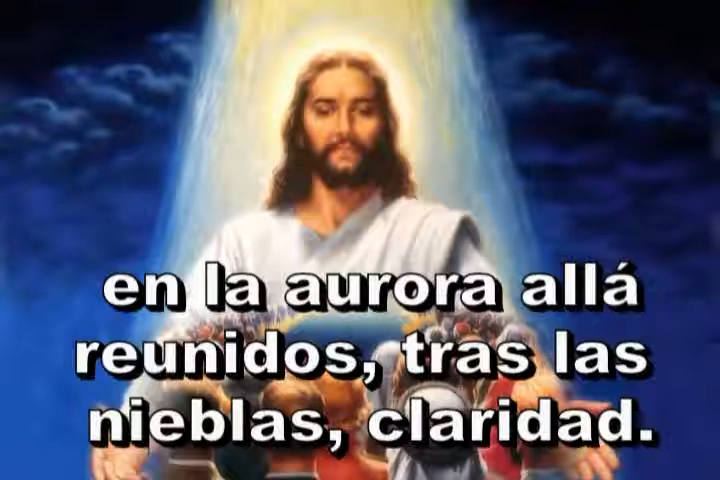 en la aurora allá
reunidos, tras las
nieblas, claridad.